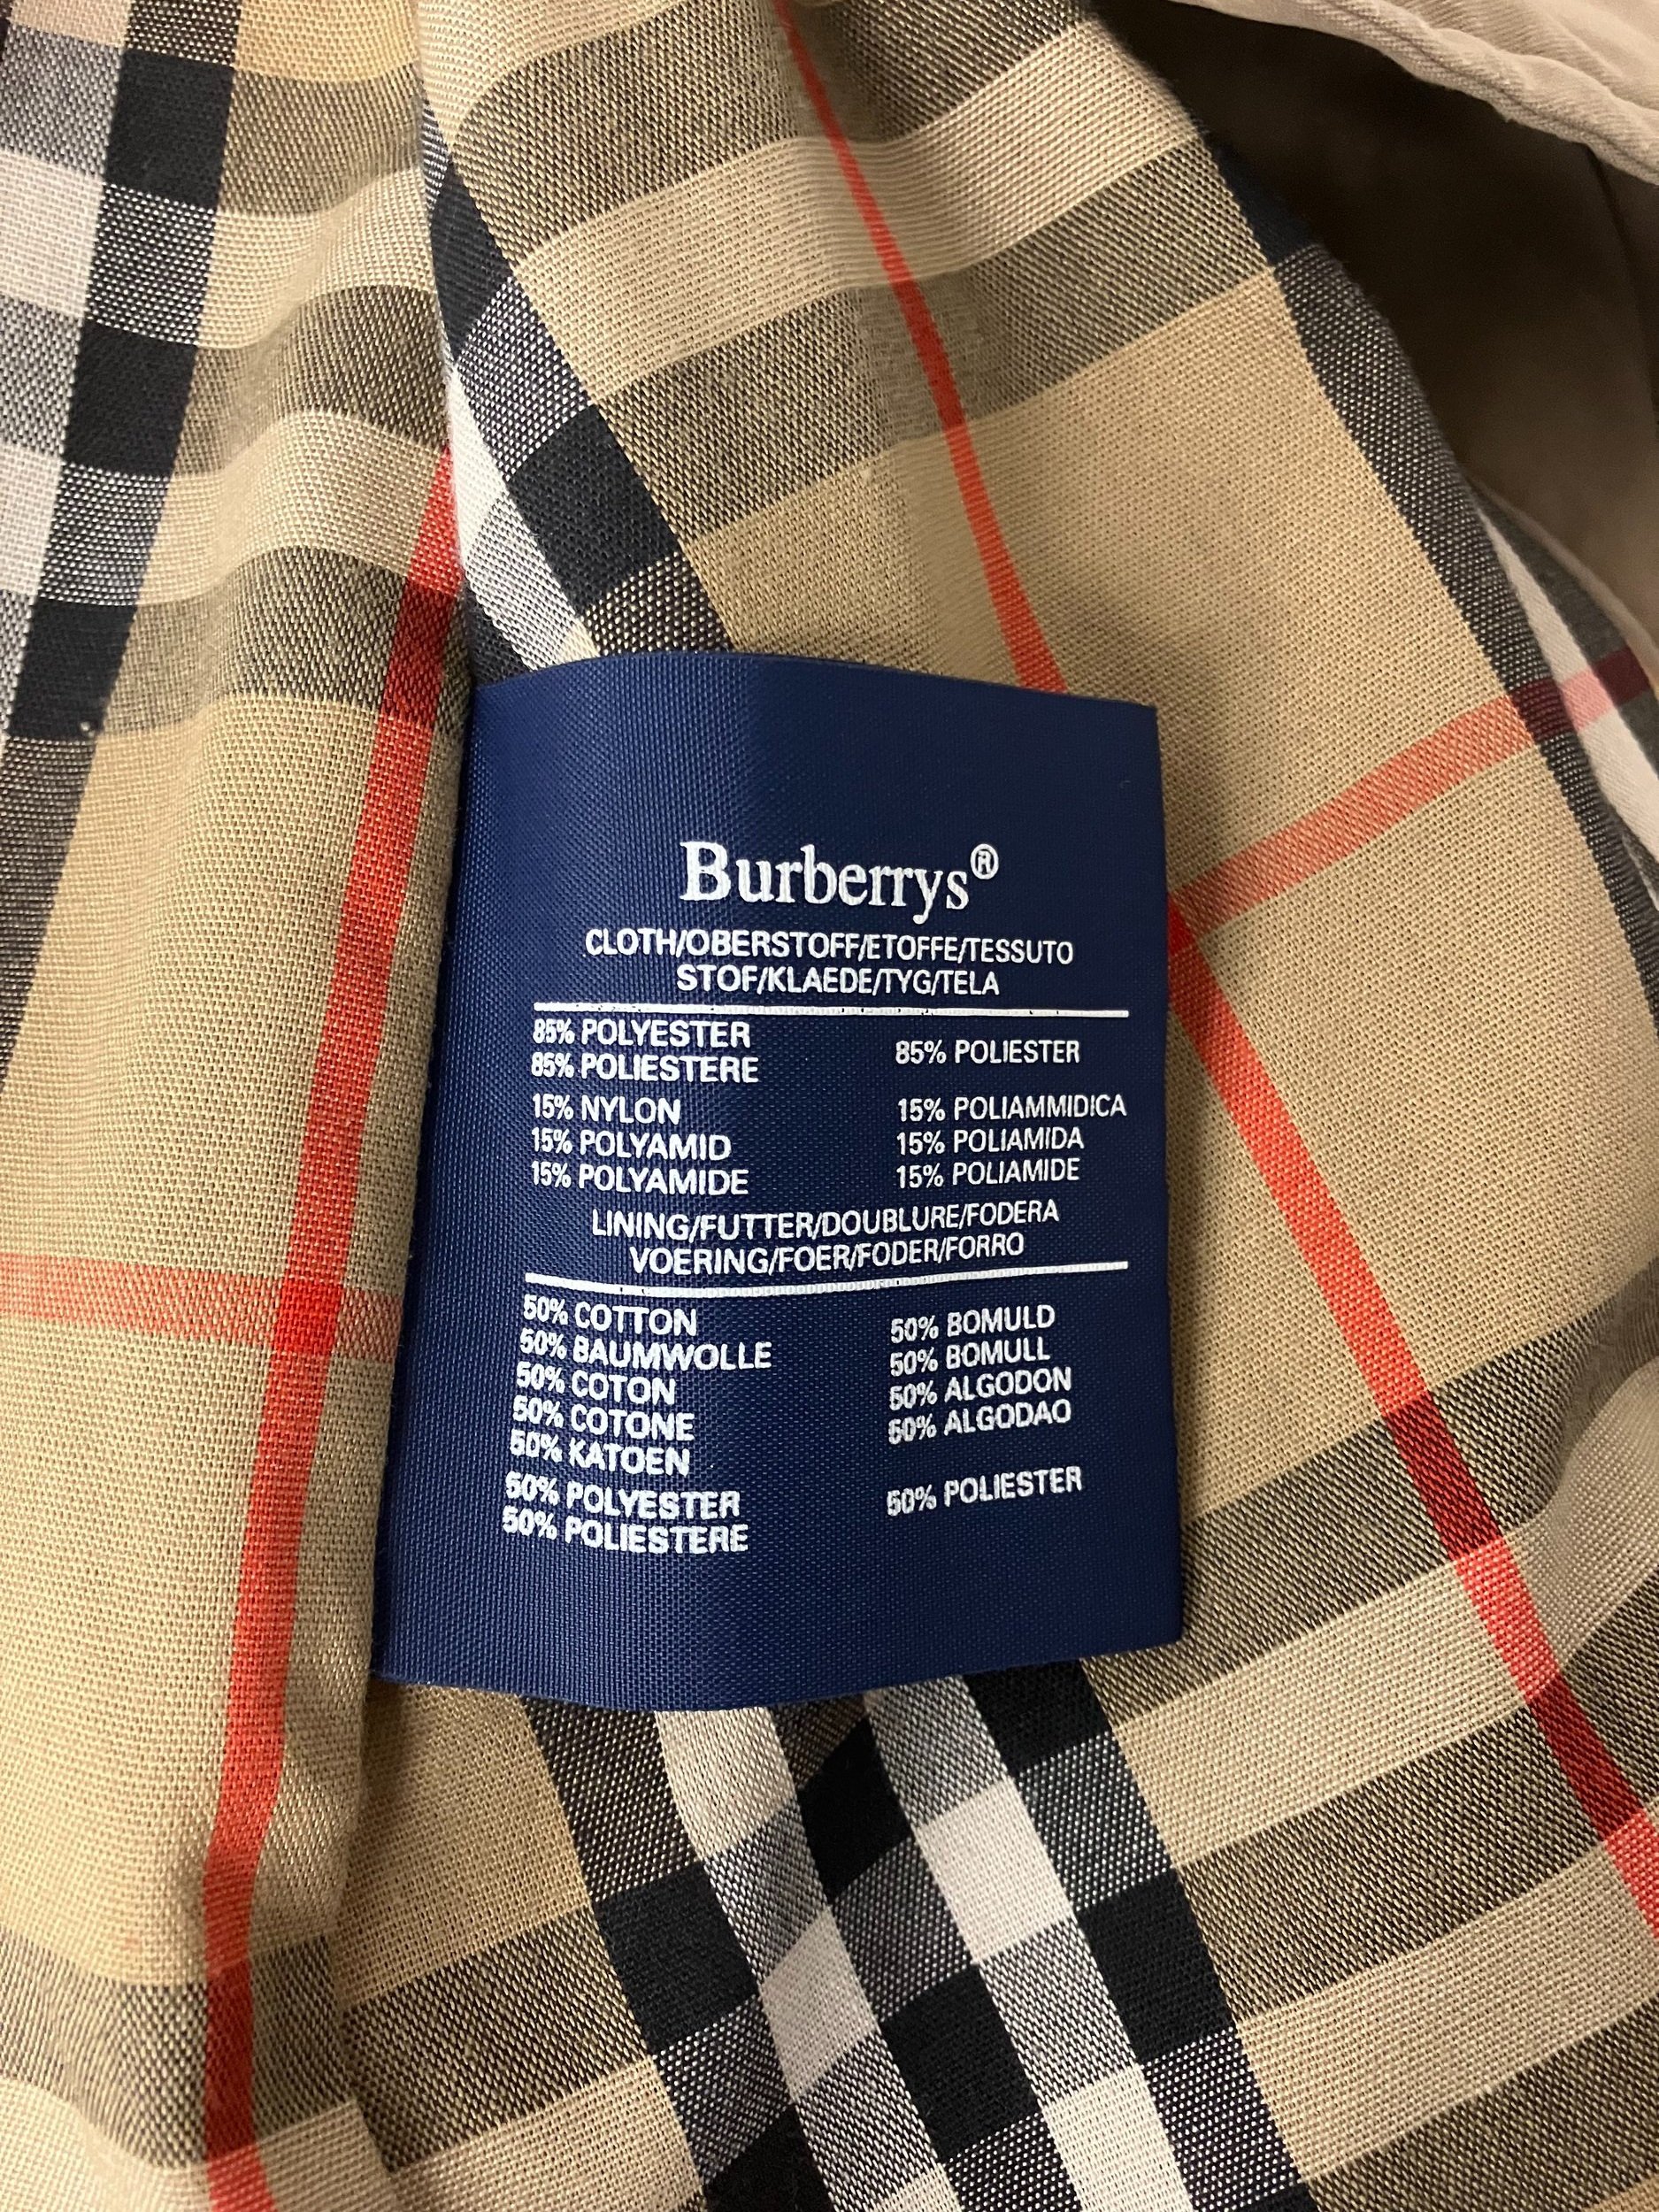 Burberrys®
CLOTH/OBERSTOFF/ETOFFE/TESSUTO
STOF/KLAEDE/TYG/TELA
85% POLYESTER
85% POLIESTERE
85% POLIESTER
15% NYLON
15% POLYAMID
15% POLYAMIDE
15% POLIAMMIDICA
15% POLIAMIDA
15% POLIAMIDE
LINING/FUTTER/DOUBLURE/FODERA
VOERING/FOER/FODER/FORRO
50% COTTON
50% BAUMWOLLE
50% COTON
50% COTONE
50% KATOEN
50% BOMULD
50% BOMULL
50% ALGODON
50% ALGODAO
50% POLYESTER
50% POLIESTERE
50% POLIESTER